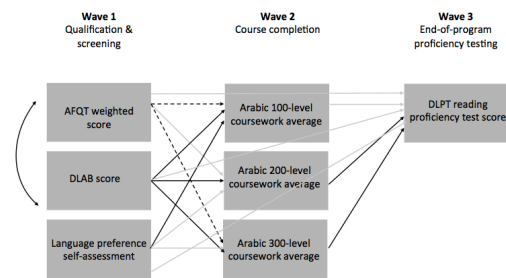 Wave 1
Qualification &
screening
Wave 2
Course completion
Wave 3
End-of-program
proficiency testing
AFQT weighted
score
Arabic 100-level
coursework average
DLPT reading
proficiency test score
DLAB score
Arabic 200-level
coursework average
Language preference
self-assessment
Arabic 300-level
coursework average